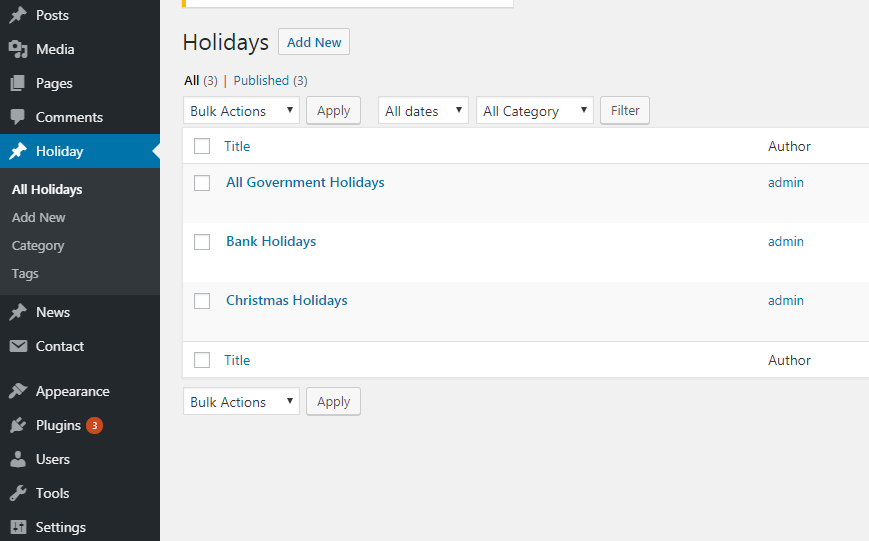 Posts
Media
Pages
Comments
Holiday
All Holidays
Add New
Category
Tags
News
Contact
Appearance
Plugins 3
Users
Tools
Settings
Holidays Add New
All (3) | Published (3)
Bulk Actions Apply All dates All Category Filter
Title Author
All Government Holidays admin
Bank Holidays admin
Christmas Holidays admin
Title Author
Bulk Actions Apply